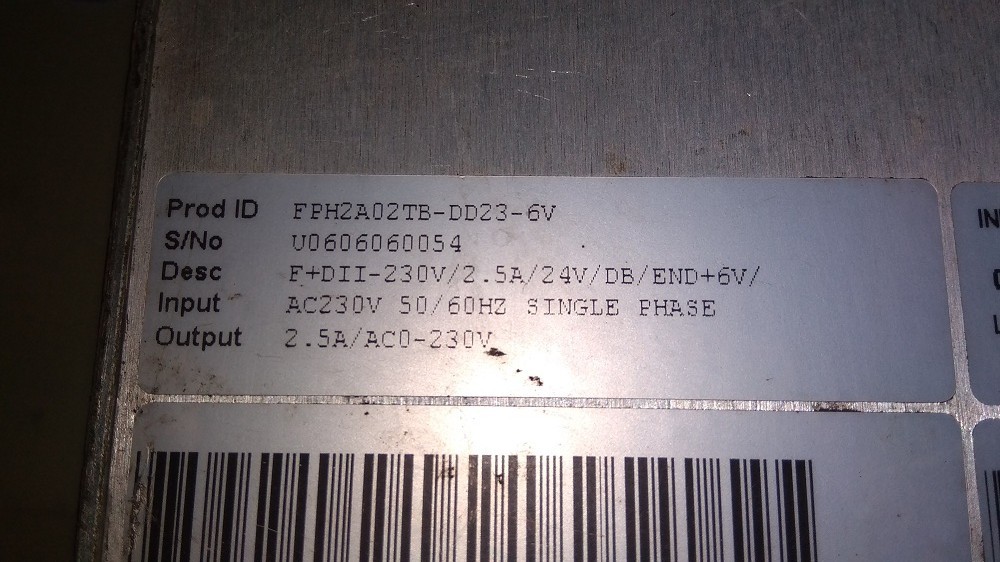 Prod ID FPH2A02TB-DD23-6V
S/No U0606060054
Desc F+DII-230V/2.5A/24V/DB/END+6V/
Input AC230V 50/60HZ SINGLE PHASE
Output 2.5A/AC0-230V
IN